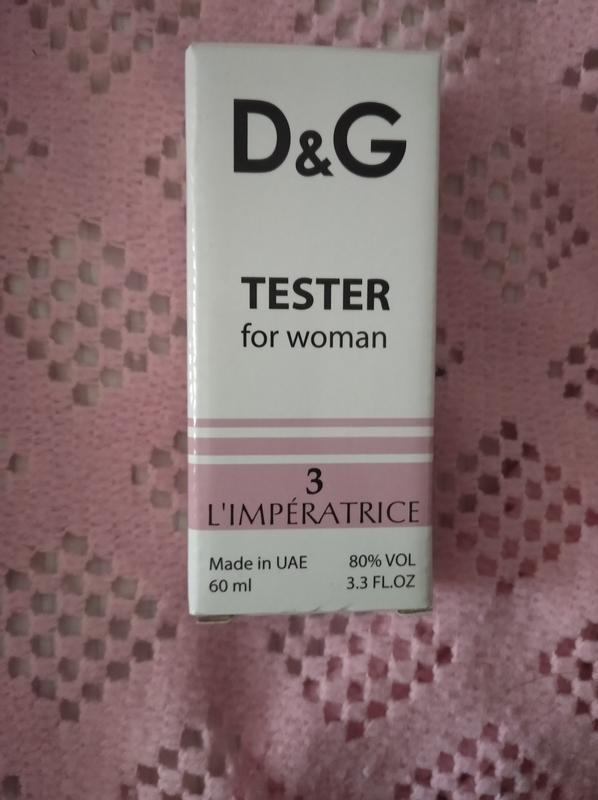 D&G
TESTER
for woman
3
L'IMPÉRATRICE
Made in UAE 80% VOL
60 ml 3.3 FL.OZ